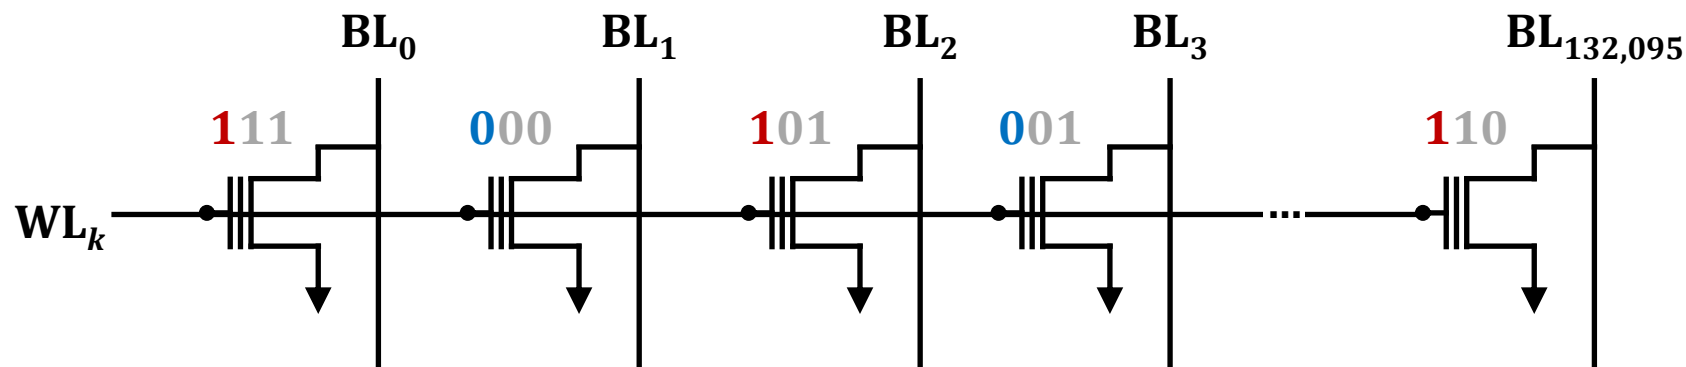 BL₀ BL₁ BL₂ BL₃ BL₁₃₂,₀₉₅
111 000 101 001 110
WLₖ ...